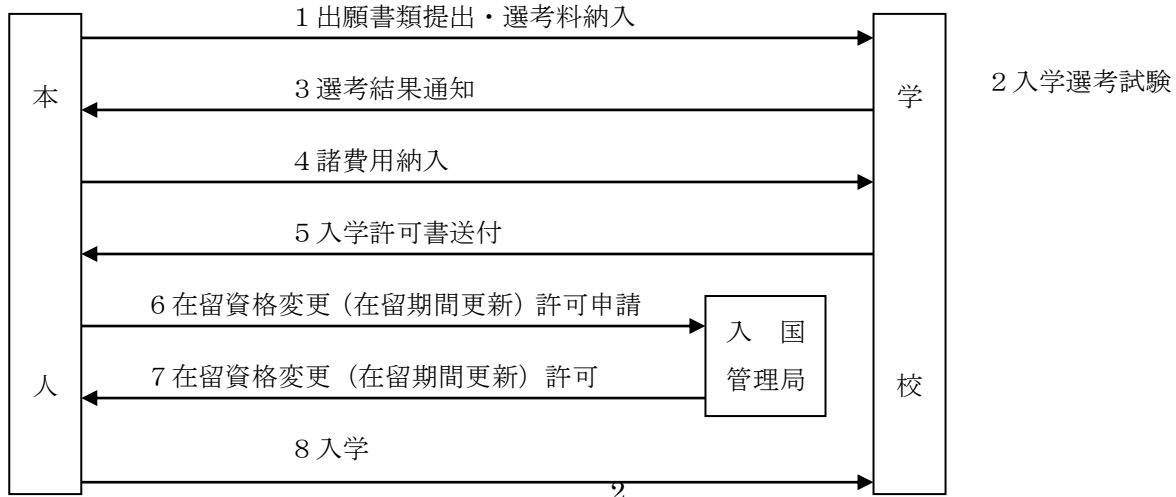 １出願書類提出・選考料納入
２入学選考試験
３選考結果通知
４諸費用納入
５入学許可書送付
６在留資格変更（在留期間更新）許可申請
７在留資格変更（在留期間更新）許可
８入学
本
人
学
校
入　国
管理局
2